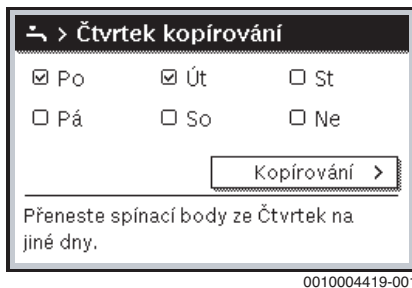 > Čtvrtek kopírování
Po Út St
Pá So Ne
Kopírování >
Přeneste spínací body ze Čtvrtek na
jiné dny.
0010004419-001